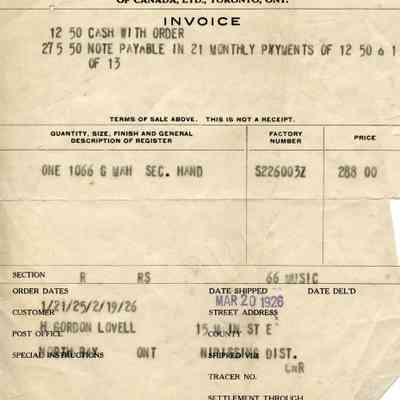 OF CANADA, LTD., TORONTO, ONT.
INVOICE
12 50 CASH WITH ORDER
275 50 NOTE PAYABLE IN 21 MONTHLY PAYMENTS OF 12 50 & 1
OF 13
TERMS OF SALE ABOVE. THIS IS NOT A RECEIPT.
QUANTITY, SIZE, FINISH AND GENERAL DESCRIPTION OF REGISTER FACTORY NUMBER PRICE
ONE 1066 G MAH SEC. HAND S226003Z 288 00
SECTION R RS 66 MUSIC
ORDER DATES DATE SHIPPED DATE DEL'D
1/21/25/2/19/26 MAR 20 1926
CUSTOMER STREET ADDRESS
H GORDON LOVELL 15 MAIN ST E
POST OFFICE COUNTY
NORTH BAY ONT NIPISSING DIST.
SPECIAL INSTRUCTIONS SHIPPED VIA
CNR
TRACER NO.
SETTLEMENT THROUGH